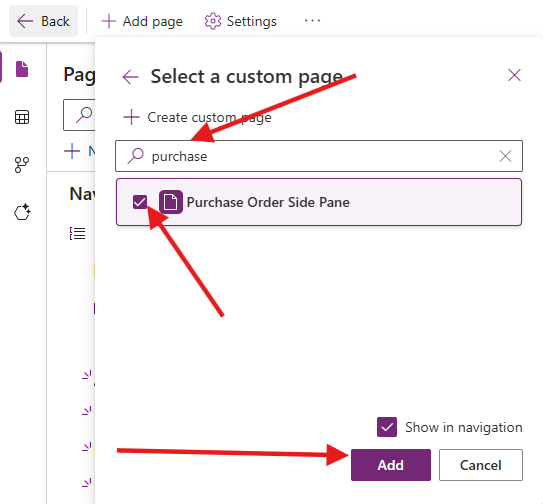 Back
Add page
Settings
Pag
Select a custom page
Create custom page
N
purchase
Nav
Purchase Order Side Pane
Show in navigation
Add
Cancel